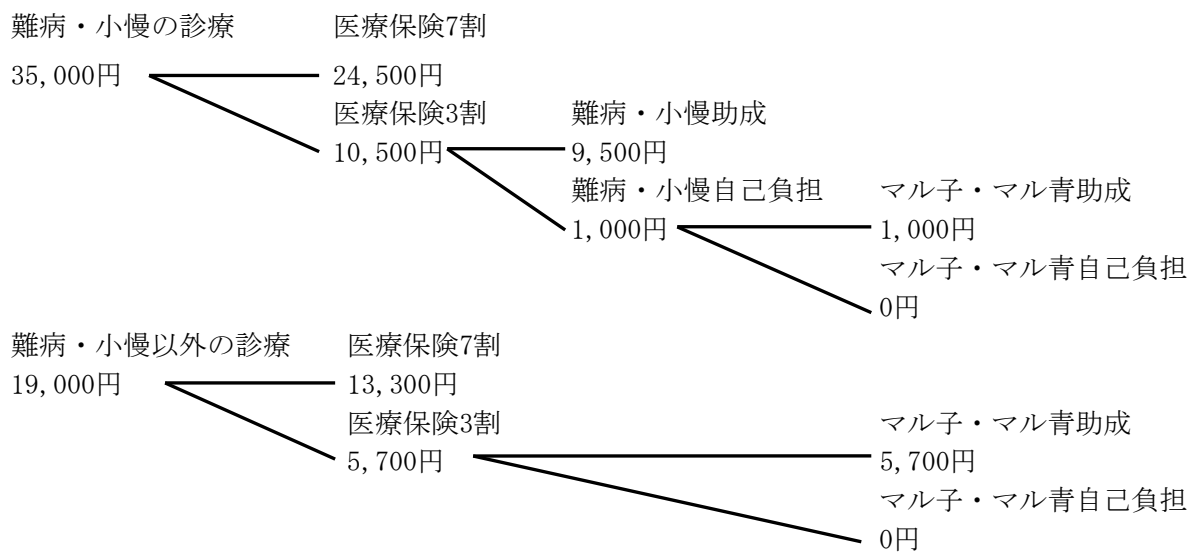 難病・小慢の診療 医療保険7割
35,000円 24,500円
医療保険3割 難病・小慢助成
10,500円 9,500円
難病・小慢自己負担 マル子・マル青助成
1,000円 1,000円
マル子・マル青自己負担
0円
難病・小慢以外の診療 医療保険7割
19,000円 13,300円
医療保険3割 マル子・マル青助成
5,700円 5,700円
マル子・マル青自己負担
0円